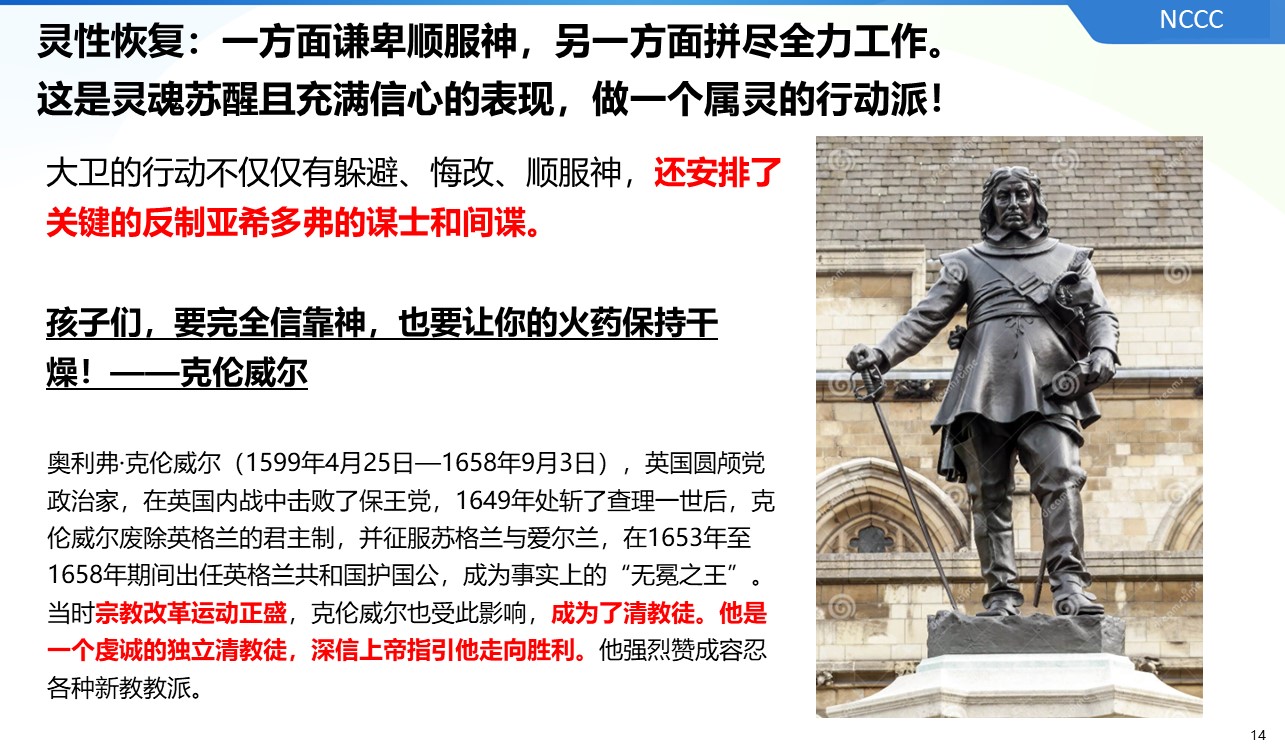 NCCC
灵性恢复：一方面谦卑顺服神，另一方面拼尽全力工作。
这是灵魂苏醒且充满信心的表现，做一个属灵的行动派！
大卫的行动不仅仅有躲避、悔改、顺服神，还安排了
关键的反制亚希多弗的谋士和间谍。
孩子们，要完全信靠神，也要让你的火药保持干
燥！——克伦威尔
奥利弗·克伦威尔（1599年4月25日—1658年9月3日），英国圆颅党
政治家，在英国内战中击败了保王党，1649年处斩了查理一世后，克
伦威尔废除英格兰的君主制，并征服苏格兰与爱尔兰，在1653年至
1658年期间出任英格兰共和国护国公，成为事实上的“无冕之王”。
当时宗教改革运动正盛，克伦威尔也受此影响，成为了清教徒。他是
一个虔诚的独立清教徒，深信上帝指引他走向胜利。他强烈赞成容忍
各种新教教派。
14